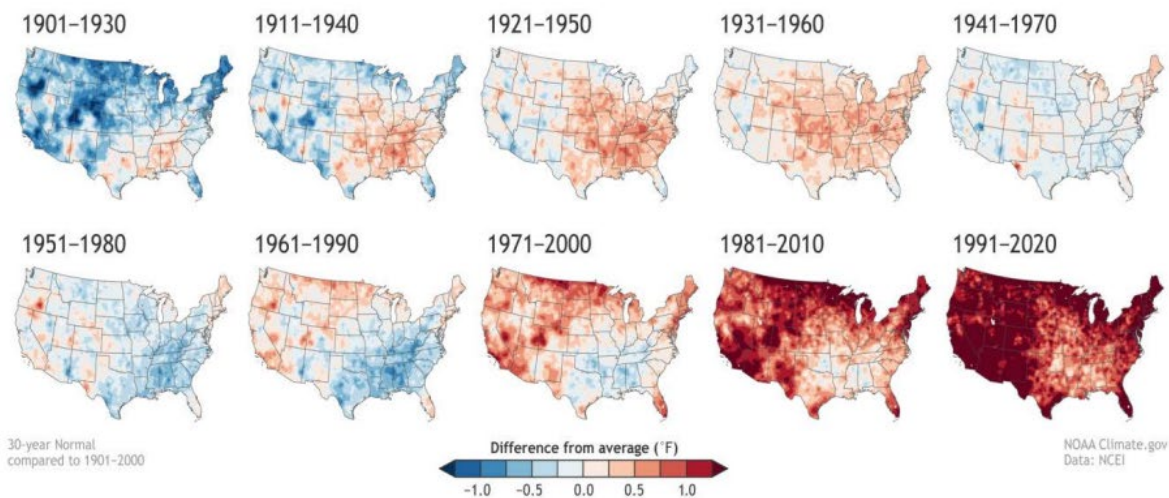 1901–1930
1911–1940
1921–1950
1931–1960
1941–1970
1951–1980
1961–1990
1971–2000
1981–2010
1991–2020
30-year Normal
compared to 1901–2000
Difference from average (°F)
-1.0 -0.5 0.0 0.5 1.0
NOAA Climate.gov
Data: NCEI